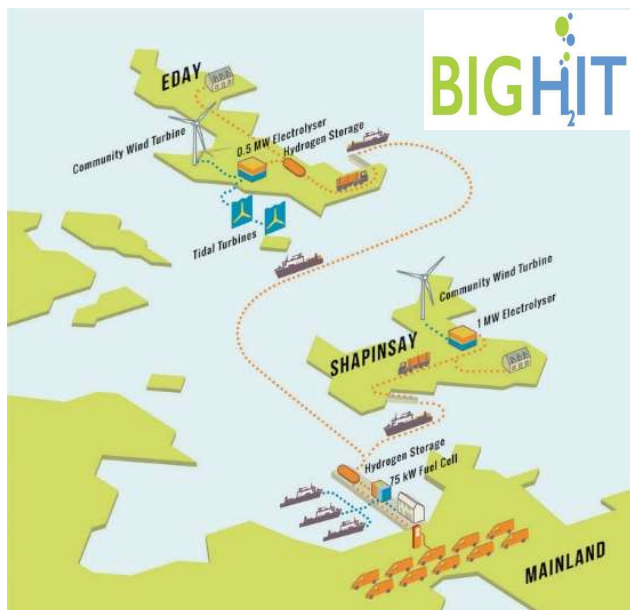 BIGHIT
2
EDAY
Community Wind Turbine
0.5 MW Electrolyser
Hydrogen Storage
Tidal Turbines
Community Wind Turbine
1 MW Electrolyser
SHAPINSAY
Hydrogen Storage
75 kW Fuel Cell
MAINLAND